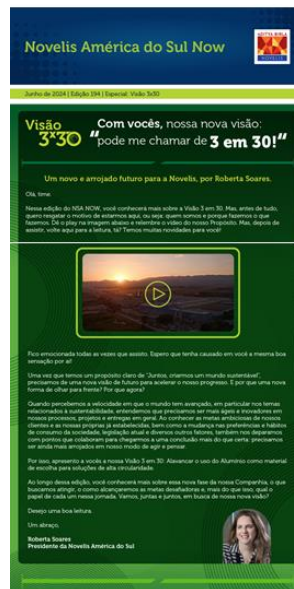 Novelis América do Sul Now
ADITYA BIRLA
NOVELIS
Junho de 2024 | Edição 194 | Especial: Visão 3x30
Visão
3x30
Com vocês, nossa nova visão:
“pode me chamar de 3 em 30!“
Um novo e arrojado futuro para a Novelis, por Roberta Soares.
Olá, time.
Nessa edição do NSA NOW, você conhecerá mais sobre a Visão 3 em 30. Mas, antes de tudo,
quero resgatar o motivo de estarmos aqui, ou seja: quem somos e porque fazemos o que
fazemos. Dê o play na imagem abaixo e relembre o vídeo do nosso Propósito. Mas, depois de
assistir, volte aqui para a leitura, tá? Temos muitas novidades para você!
Fico emocionada todas as vezes que assisto. Espero que tenha causado em você a mesma boa
sensação por aí!
Uma vez que temos um propósito claro de “Juntos, criarmos um mundo sustentável”,
precisamos de uma nova visão de futuro para acelerar o nosso progresso. E por que uma nova
forma de olhar para frente? Por que agora?
Quando percebemos a velocidade em que o mundo tem avançado, em particular nos temas
relacionados à sustentabilidade, entendemos que precisamos ser mais ágeis e inovadores em
nossos processos, projetos e entregas em geral. Ao conhecer as metas ambiciosas de nossos
clientes e as nossas próprias já estabelecidas, bem como a mudança nas preferências e hábitos
de consumo da sociedade, legislação atual e diversos outros fatores, também nos deparamos
com pontos que colaboram para chegarmos a uma conclusão mais do que certa: precisamos
ser ainda mais arrojados em nosso modo de agir e pensar.
Por isso, apresento a vocês a nossa Visão 3 em 30: Alavancar o uso do Alumínio como material
de escolha para soluções de alta circularidade.
Ao longo dessa edição, você conhecerá mais sobre essa nova fase da nossa Companhia, o que
buscamos atingir, o como alcançaremos as metas desafiadoras e, mais do que isso, qual o
papel de cada um nessa jornada. Vamos, juntas e juntos, em busca de nossa nova visão?
Desejo uma boa leitura.
Um abraço,
Roberta Soares
Presidente da Novelis América do Sul